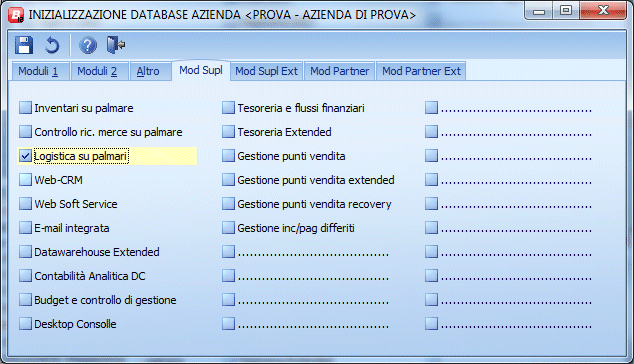 INIZIALIZZAZIONE DATABASE AZIENDA <PROVA - AZIENDA DI PROVA>
Moduli 1 Moduli 2 Altro Mod Supl Mod Supl Ext Mod Partner Mod Partner Ext
Inventari su palmare
Controllo ric. merce su palmare
Logistica su palmari
Web-CRM
Web Soft Service
E-mail integrata
Datawarehouse Extended
Contabilità Analitica DC
Budget e controllo di gestione
Desktop Consolle
Tesoreria e flussi finanziari
Tesoreria Extended
Gestione punti vendita
Gestione punti vendita extended
Gestione punti vendita recovery
Gestione inc/pag differiti
......................................
......................................
......................................
......................................
......................................
......................................
......................................
......................................
......................................
......................................
......................................
......................................
......................................
......................................